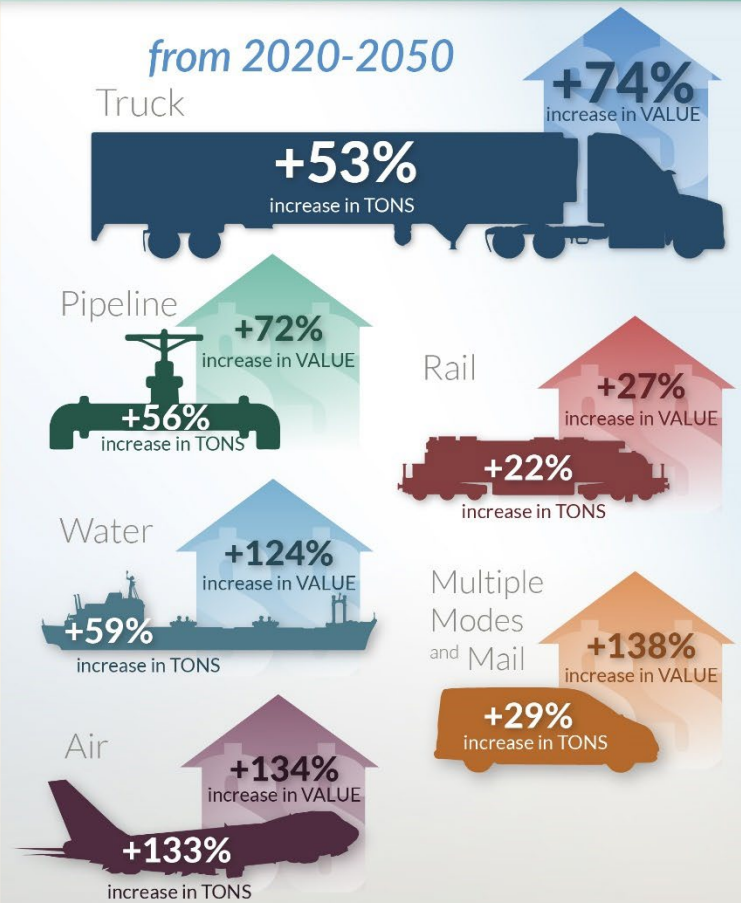 from 2020-2050
Truck
+74%
increase in VALUE
+53%
increase in TONS
Pipeline
+72%
increase in VALUE
+56%
increase in TONS
Rail
+27%
increase in VALUE
+22%
increase in TONS
Water
+124%
increase in VALUE
+59%
increase in TONS
Multiple
Modes
and Mail
+138%
increase in VALUE
+29%
increase in TONS
Air
+134%
increase in VALUE
+133%
increase in TONS